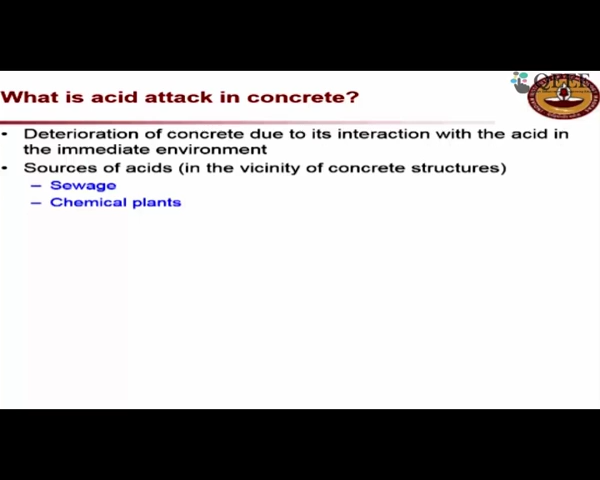 QEEE
What is acid attack in concrete?
• Deterioration of concrete due to its interaction with the acid in
the immediate environment
• Sources of acids (in the vicinity of concrete structures)
– Sewage
– Chemical plants